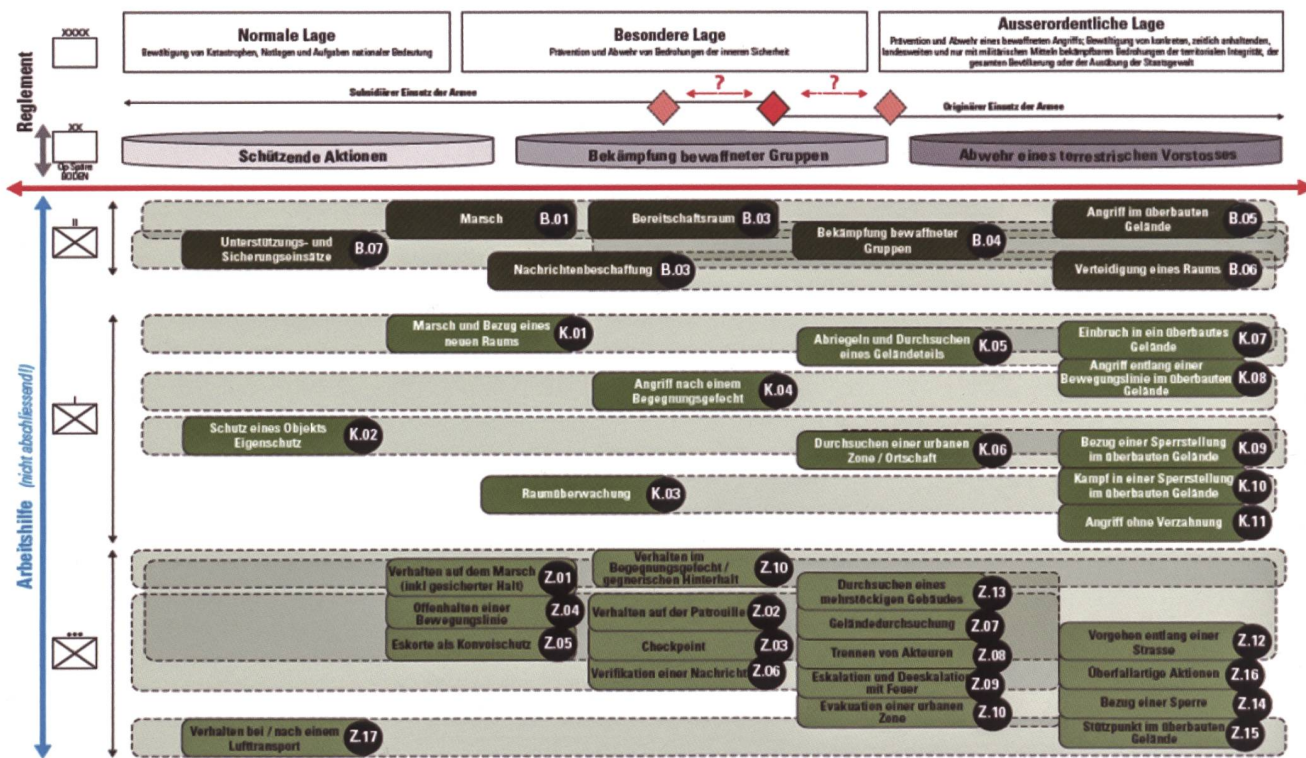 Reglement
XXXX
Normale Lage
Bewältigung von Katastrophen, Notlagen und Aufgaben nationaler Bedeutung
Besondere Lage
Prävention und Abwehr von Bedrohungen der inneren Sicherheit
Ausserordentliche Lage
Prävention und Abwehr eines bewaffneten Angriffs; Bewältigung von konkreten, zeitlich anhaltenden,
landesweiten und nur mit militärischen Mitteln bekämpfbaren Bedrohungen der territorialen Integrität, der
gesamten Bevölkerung oder der Ausübung der Staatsgewalt
Subsidiärer Einsatz der Armee
?
?
Originärer Einsatz der Armee
XX
Op Späre
BODEN
Schützende Aktionen
Bekämpfung bewaffneter Gruppen
Abwehr eines terrestrischen Vorstosses
Arbeitshilfe (nicht abschliessend!)
II
Marsch B.01
Bereitschaftsraum B.03
Angriff im überbauten
Gelände B.05
Unterstützungs- und
Sicherungseinsätze B.07
Bekämpfung bewaffneter
Gruppen B.04
Nachrichtenbeschaffung B.03
Verteidigung eines Raums B.06
I
Marsch und Bezug eines
neuen Raums K.01
Abriegeln und Durchsuchen
eines Geländeteils K.05
Einbruch in ein überbautes
Gelände K.07
Angriff nach einem
Begegnungsgefecht K.04
Angriff entlang einer
Bewegungslinie im überbauten
Gelände K.08
Schutz eines Objekts
Eigenschutz K.02
Durchsuchen einer urbanen
Zone / Ortschaft K.06
Bezug einer Sperrstellung
im überbauten Gelände K.09
Raumüberwachung K.03
Kampf in einer Sperrstellung
im überbauten Gelände K.10
Angriff ohne Verzahnung K.11
Verhalten auf dem Marsch
(inkl gesicherter Halt) Z.01
Verhalten im
Begegnungsgefecht /
gegnerischen Hinterhalt Z.10
Durchsuchen eines
mehrstöckigen Gebäudes Z.13
Offenhalten einer
Bewegungslinie Z.04
Verhalten auf der Patrouille Z.02
Geländedurchsuchung Z.07
Eskorte als Konvoischutz Z.05
Checkpoint Z.03
Trennen von Akteuren Z.08
Vorgehen entlang einer
Strasse Z.12
Verifikation einer Nachricht Z.06
Eskalation und Deeskalation
mit Feuer Z.09
Überfallartige Aktionen Z.16
Evakuation einer urbanen
Zone Z.10
Bezug einer Sperre Z.14
Verhalten bei / nach einem
Lufttransport Z.17
Stützpunkt im überbauten
Gelände Z.15